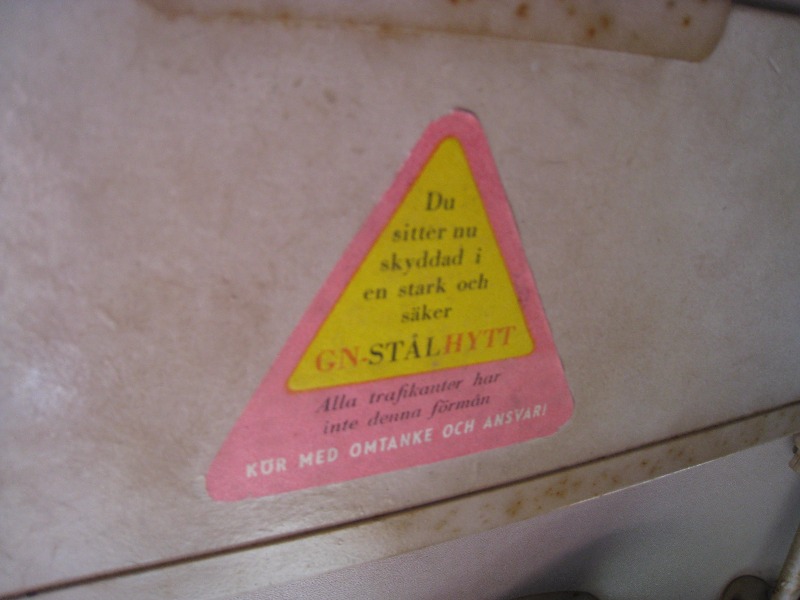 Du
sitter nu
skyddad i
en stark och
säker
GN-STÅLHYTT
Alla trafikanter har
inte denna förmån
KÖR MED OMTANKE OCH ANSVAR!